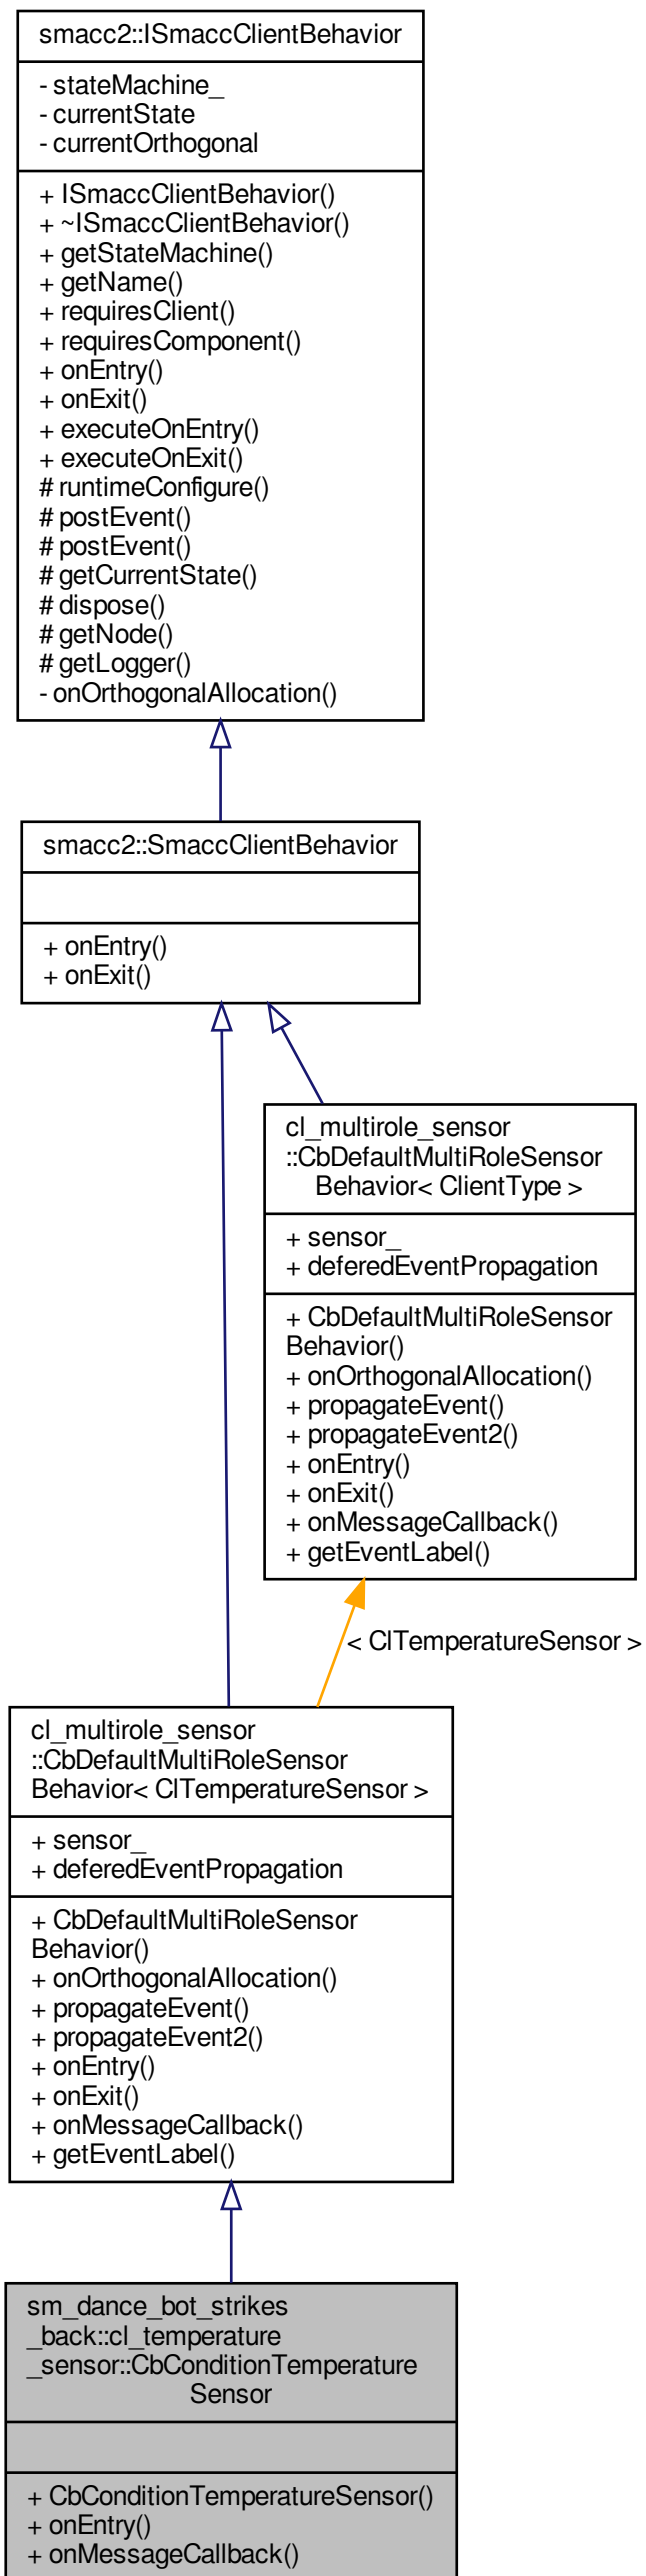 smacc2::ISmaccClientBehavior
- stateMachine_
- currentState
- currentOrthogonal
+ ISmaccClientBehavior()
+ ~ISmaccClientBehavior()
+ getStateMachine()
+ getName()
+ requiresClient()
+ requiresComponent()
+ onEntry()
+ onExit()
+ executeOnEntry()
+ executeOnExit()
# runtimeConfigure()
# postEvent()
# postEvent()
# getCurrentState()
# dispose()
# getNode()
# getLogger()
- onOrthogonalAllocation()
smacc2::SmaccClientBehavior
+ onEntry()
+ onExit()
cl_multirole_sensor
::CbDefaultMultiRoleSensor
Behavior< ClientType >
+ sensor_
+ deferedEventPropagation
+ CbDefaultMultiRoleSensor
Behavior()
+ onOrthogonalAllocation()
+ propagateEvent()
+ propagateEvent2()
+ onEntry()
+ onExit()
+ onMessageCallback()
+ getEventLabel()
< ClTemperatureSensor >
cl_multirole_sensor
::CbDefaultMultiRoleSensor
Behavior< ClTemperatureSensor >
+ sensor_
+ deferedEventPropagation
+ CbDefaultMultiRoleSensor
Behavior()
+ onOrthogonalAllocation()
+ propagateEvent()
+ propagateEvent2()
+ onEntry()
+ onExit()
+ onMessageCallback()
+ getEventLabel()
sm_dance_bot_strikes
_back::cl_temperature
_sensor::CbConditionTemperature
Sensor
+ CbConditionTemperatureSensor()
+ onEntry()
+ onMessageCallback()